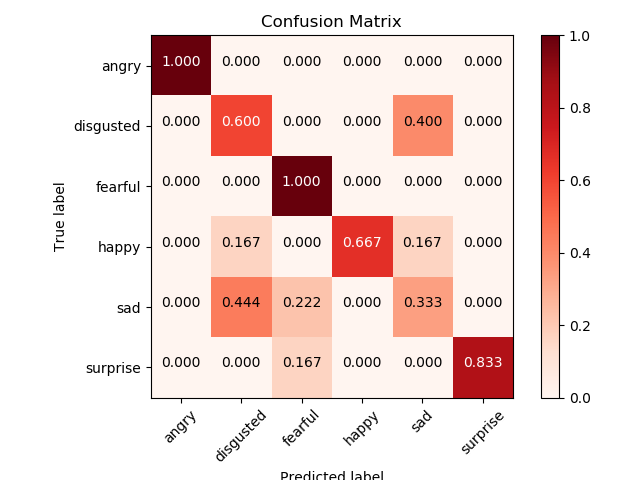 Confusion Matrix
True label
angry 1.000 0.000 0.000 0.000 0.000 0.000
disgusted 0.000 0.600 0.000 0.000 0.400 0.000
fearful 0.000 0.000 1.000 0.000 0.000 0.000
happy 0.000 0.167 0.000 0.667 0.167 0.000
sad 0.000 0.444 0.222 0.000 0.333 0.000
surprise 0.000 0.000 0.167 0.000 0.000 0.833
angry disgusted fearful happy sad surprise
Predicted label
1.0
0.8
0.6
0.4
0.2
0.0